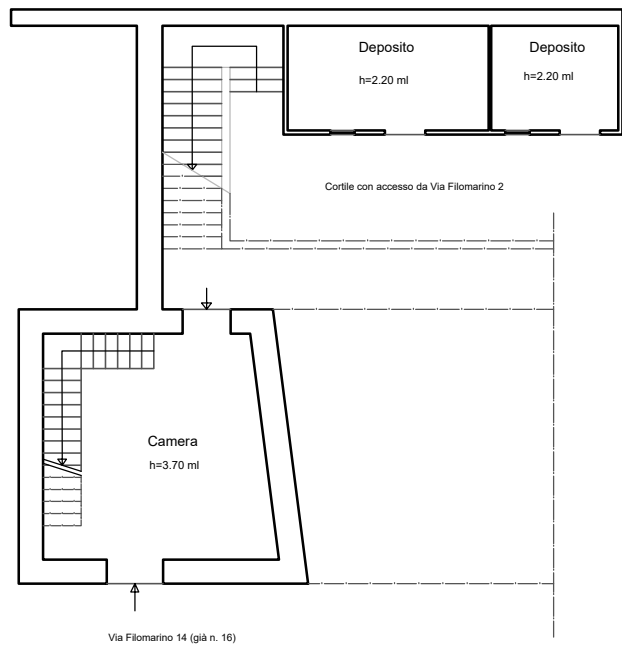 Deposito
h=2.20 ml
Deposito
h=2.20 ml
Cortile con accesso da Via Filomarino 2
Camera
h=3.70 ml
Via Filomarino 14 (già n. 16)